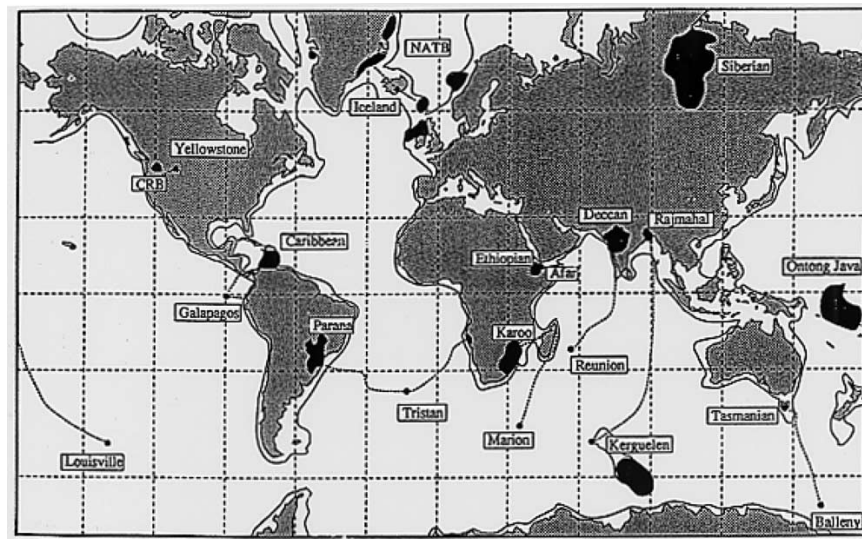 NATB
Siberian
Iceland
Yellowstone
CRB
Deccan
Rajmahal
Caribbean
Ethiopian
Afar
Ontong Java
Galapagos
Parana
Karoo
Reunion
Tristan
Tasmanian
Marion
Kerguelen
Louisville
Balleny